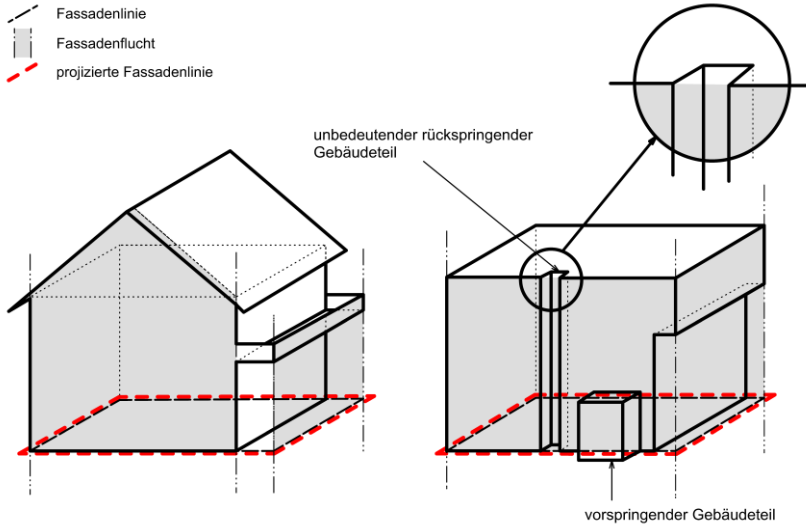 Fassadenlinie
Fassadenflucht
projizierte Fassadenlinie
unbedeutender rückspringender
Gebäudeteil
vorspringender Gebäudeteil